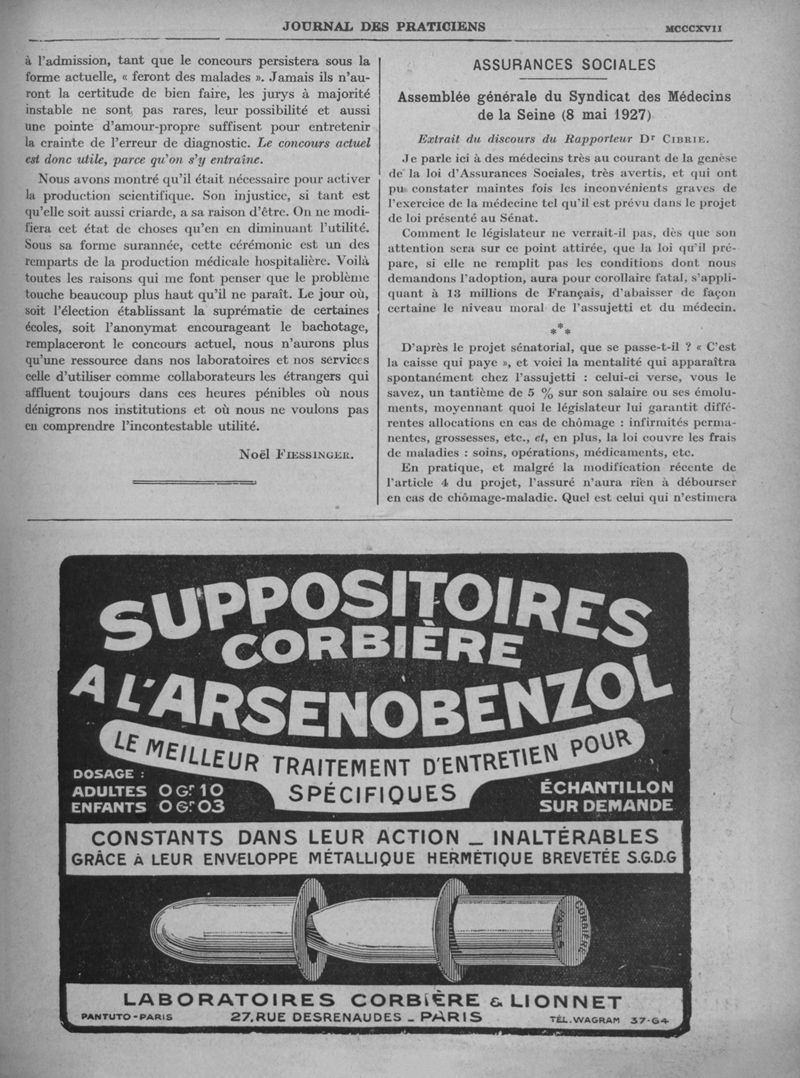 JOURNAL DES PRATICIENS
MCCCXVII
à l'admission, tant que le concours persistera sous la
forme actuelle, « feront des malades ». Jamais ils n'au-
ront la certitude de bien faire, les jurys à majorité
instable ne sont pas rares, leur possibilité et aussi
une pointe d'amour-propre suffisent pour entretenir
la crainte de l'erreur de diagnostic. Le concours actuel
est donc utile, parce qu'on s'y entraîne.
Nous avons montré qu'il était nécessaire pour activer
la production scientifique. Son injustice, si tant est
qu'elle soit aussi criarde, a sa raison d'être. On ne modi-
fiera cet état de choses qu'en en diminuant l'utilité.
Sous sa forme surannée, cette cérémonie est un des
remparts de la production médicale hospitalière. Voilà
toutes les raisons qui me font penser que le problème
touche beaucoup plus haut qu'il ne paraît. Le jour où,
soit l'élection établissant la suprématie de certaines
écoles, soit l'anonymat encourageant le bachotage,
remplaceront le concours actuel, nous n'aurons plus
qu'une ressource dans nos laboratoires et nos services
celle d'utiliser comme collaborateurs les étrangers qui
affluent toujours dans ces heures pénibles où nous
dénigrons nos institutions et où nous ne voulons pas
en comprendre l'incontestable utilité.
Noël FIESSINGER.
ASSURANCES SOCIALES
Assemblée générale du Syndicat des Médecins
de la Seine (8 mai 1927)
Extrait du discours du Rapporteur Dr CIBRIE.
Je parle ici à des médecins très au courant de la genèse
de la loi d'Assurances Sociales, très avertis, et qui ont
pu constater maintes fois les inconvénients graves de
l'exercice de la médecine tel qu'il est prévu dans le projet
de loi présenté au Sénat.
Comment le législateur ne verrait-il pas, dès que son
attention sera sur ce point attirée, que la loi qu'il pré-
pare, si elle ne remplit pas les conditions dont nous
demandons l'adoption, aura pour corollaire fatal, s'appli-
quant à 13 millions de Français, d'abaisser de façon
certaine le niveau moral de l'assujetti et du médecin.
***
D'après le projet sénatorial, que se passe-t-il ? « C'est
la caisse qui paye », et voici la mentalité qui apparaîtra
spontanément chez l'assujetti : celui-ci verse, vous le
savez, un tantième de 5 % sur son salaire ou ses émolu-
ments, moyennant quoi le législateur lui garantit diffé-
rentes allocations en cas de chômage : infirmités perma-
nentes, grossesses, etc., et, en plus, la loi couvre les frais
de maladies : soins, opérations, médicaments, etc.
En pratique, et malgré la modification récente de
l'article 4 du projet, l'assuré n'aura rien à débourser
en cas de chômage-maladie. Quel est celui qui n'estimera
SUPPOSITOIRES
CORBIÈRE
A L'ARSENOBENZOL
LE MEILLEUR TRAITEMENT D'ENTRETIEN POUR
SPÉCIFIQUES
DOSAGE :
ADULTES 0 Gr 10
ENFANTS 0 Gr 03
ÉCHANTILLON
SUR DEMANDE
CONSTANTS DANS LEUR ACTION _ INALTÉRABLES
GRÂCE A LEUR ENVELOPPE MÉTALLIQUE HERMÉTIQUE BREVETÉE S.G.D.G
CORBIÈRE
PARIS
LABORATOIRES CORBIÈRE & LIONNET
PANTUTO-PARIS
27, RUE DESRENAUDES _ PARIS
TÉL. WAGRAM 37-64